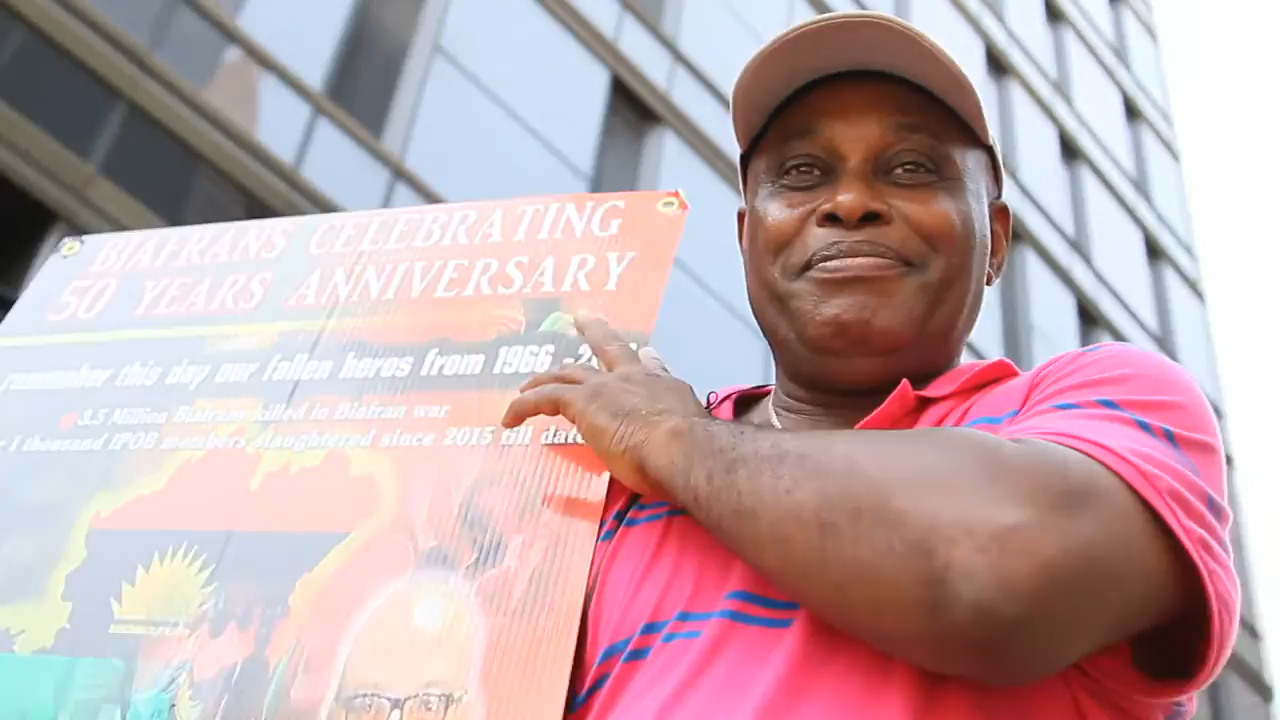 BIAFRANS CELEBRATING
50 YEARS ANNIVERSARY
remember this day our fallen heros from 1966 -
3.5 Million Biafrans killed in Biafran war
1 thousand IPOB members slaughtered since 2015 till date